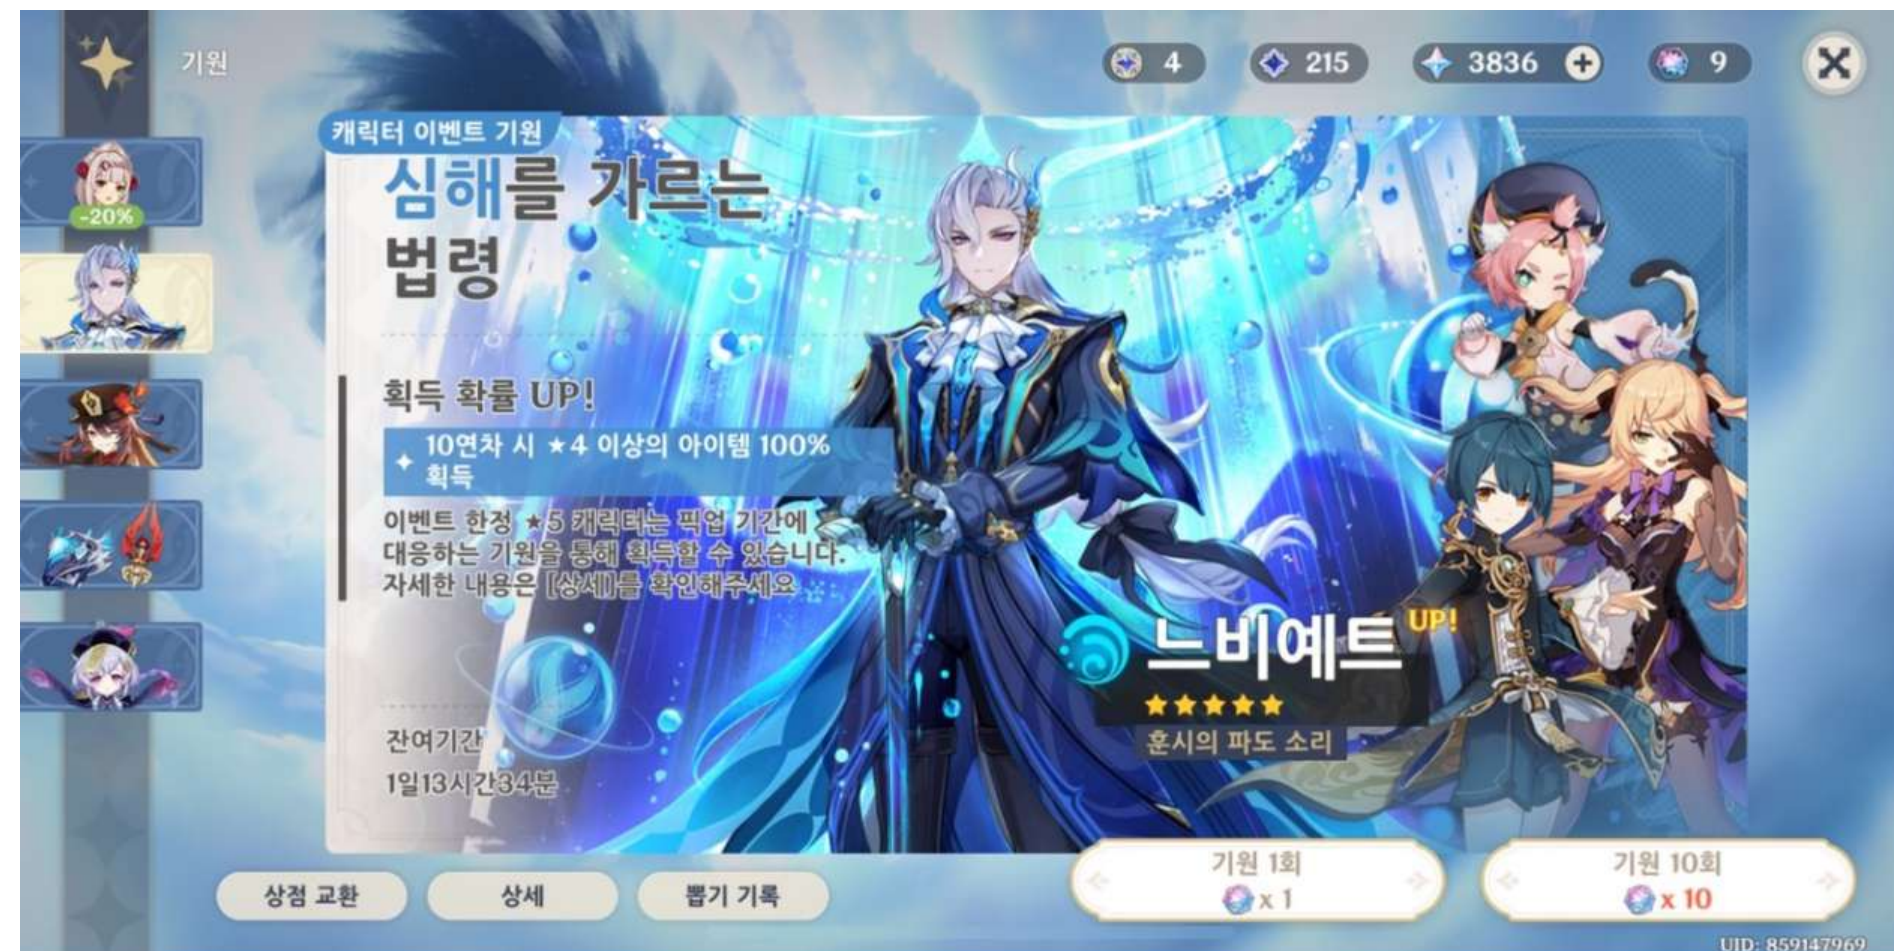 기원
4
215
3836
9
캐릭터 이벤트 기원
심해를 가르는
법령
-20%
획득 확률 UP!
10연차 시 ★4 이상의 아이템 100%
획득
이벤트 한정 ★5 캐릭터는 픽업 기간에
대응하는 기원을 통해 획득할 수 있습니다.
자세한 내용은 [상세]를 확인해주세요
느비예트 UP!
훈시의 파도 소리
잔여기간
1일13시간34분
상점 교환
상세
뽑기 기록
기원 1회
x 1
기원 10회
x 10
UID: 859147969